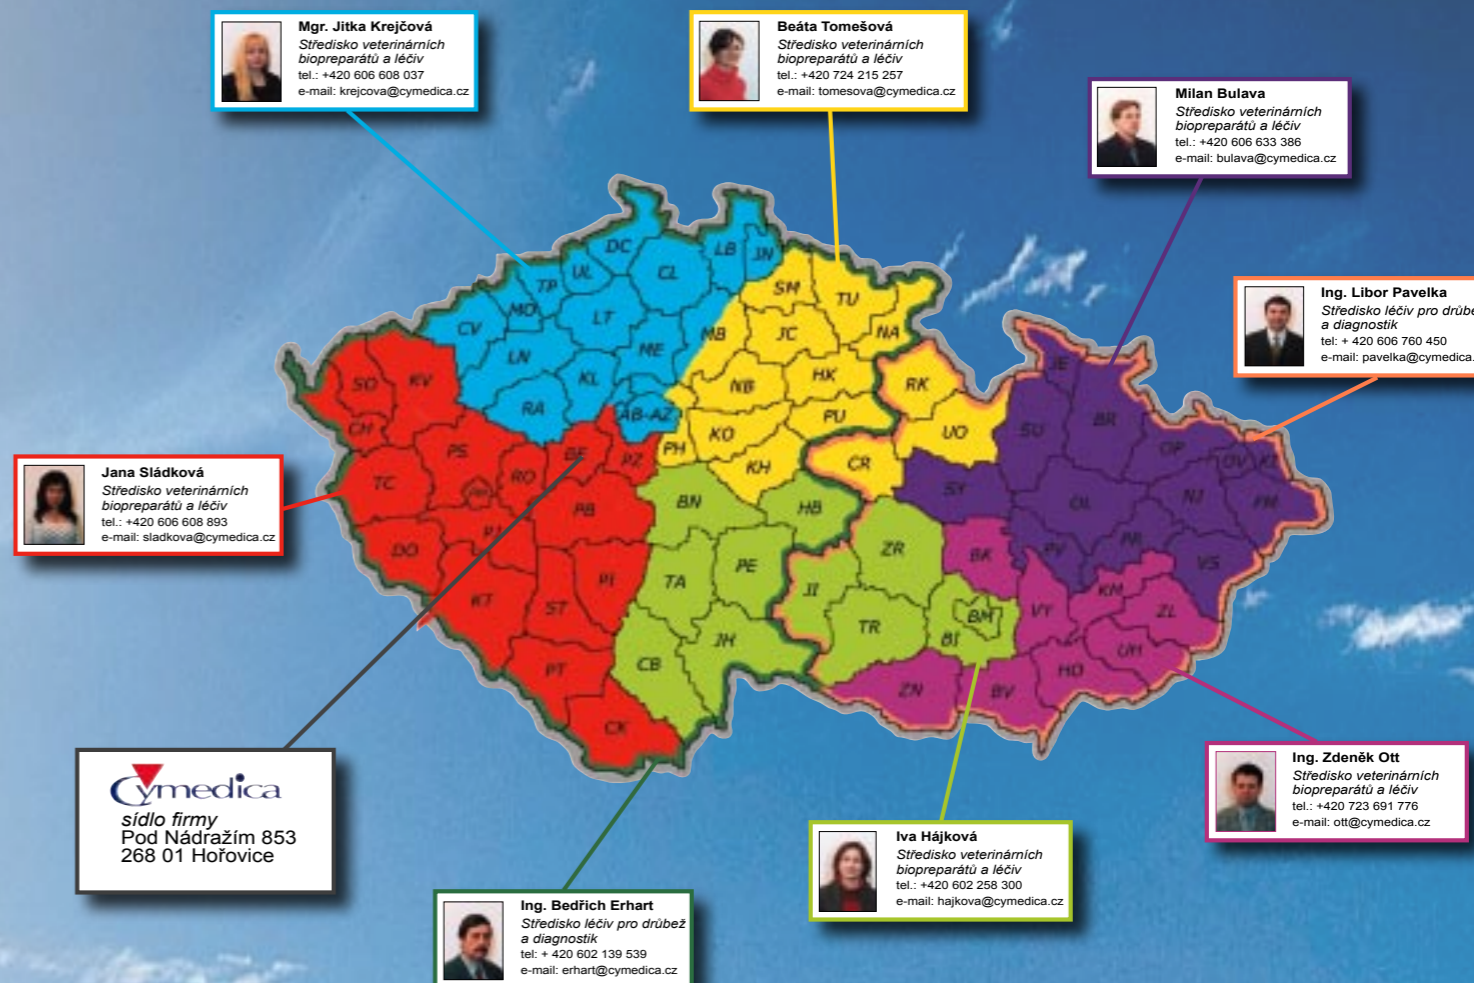 Mgr. Jitka Krejčová
Středisko veterinárních
biopreparátů a léčiv
tel.: +420 606 608 037
e-mail: krejcova@cymedica.cz
Beáta Tomešová
Středisko veterinárních
biopreparátů a léčiv
tel.: +420 724 215 257
e-mail: tomesova@cymedica.cz
Milan Bulava
Středisko veterinárních
biopreparátů a léčiv
tel.: +420 606 633 386
e-mail: bulava@cymedica.cz
Ing. Libor Pavelka
Středisko léčiv pro drůbe
a diagnostik
tel: + 420 606 760 450
e-mail: pavelka@cymedica.
Jana Sládková
Středisko veterinárních
biopreparátů a léčiv
tel.: +420 606 608 893
e-mail: sladkova@cymedica.cz
DC
LB
JN
UL
CL
TP
MO
SM
TU
CV
LT
MB
JC
NA
LN
ME
JE
SO
KV
KL
NB
HK
RK
RA
AB-AZ
PU
BR
CH
KO
UO
SU
PS
BE
PZ
PH
KH
CR
OP
OV
KI
TC
RO
BN
HB
SY
OL
NJ
FM
PB
PJ
DO
PE
ZR
BK
PV
PR
VS
KT
ST
PI
TA
JI
KM
ZL
TR
BI
BM
VY
JH
UH
PT
CB
ZN
BV
HO
CK
Cymedica
sídlo firmy
Pod Nádražím 853
268 01 Hořovice
Ing. Zdeněk Ott
Středisko veterinárních
biopreparátů a léčiv
tel.: +420 723 691 776
e-mail: ott@cymedica.cz
Iva Hájková
Středisko veterinárních
biopreparátů a léčiv
tel.: +420 602 258 300
e-mail: hajkova@cymedica.cz
Ing. Bedřich Erhart
Středisko léčiv pro drůbež
a diagnostik
tel: + 420 602 139 539
e-mail: erhart@cymedica.cz